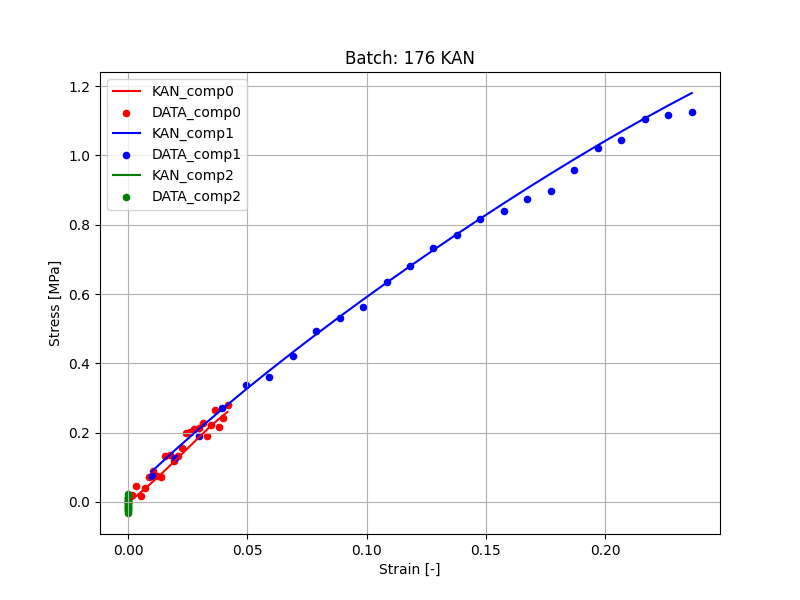 Batch: 176 KAN
KAN_comp0
DATA_comp0
KAN_comp1
DATA_comp1
KAN_comp2
DATA_comp2
1.2
1.0
0.8
0.6
0.4
0.2
0.0
Stress [MPa]
0.00 0.05 0.10 0.15 0.20
Strain [-]